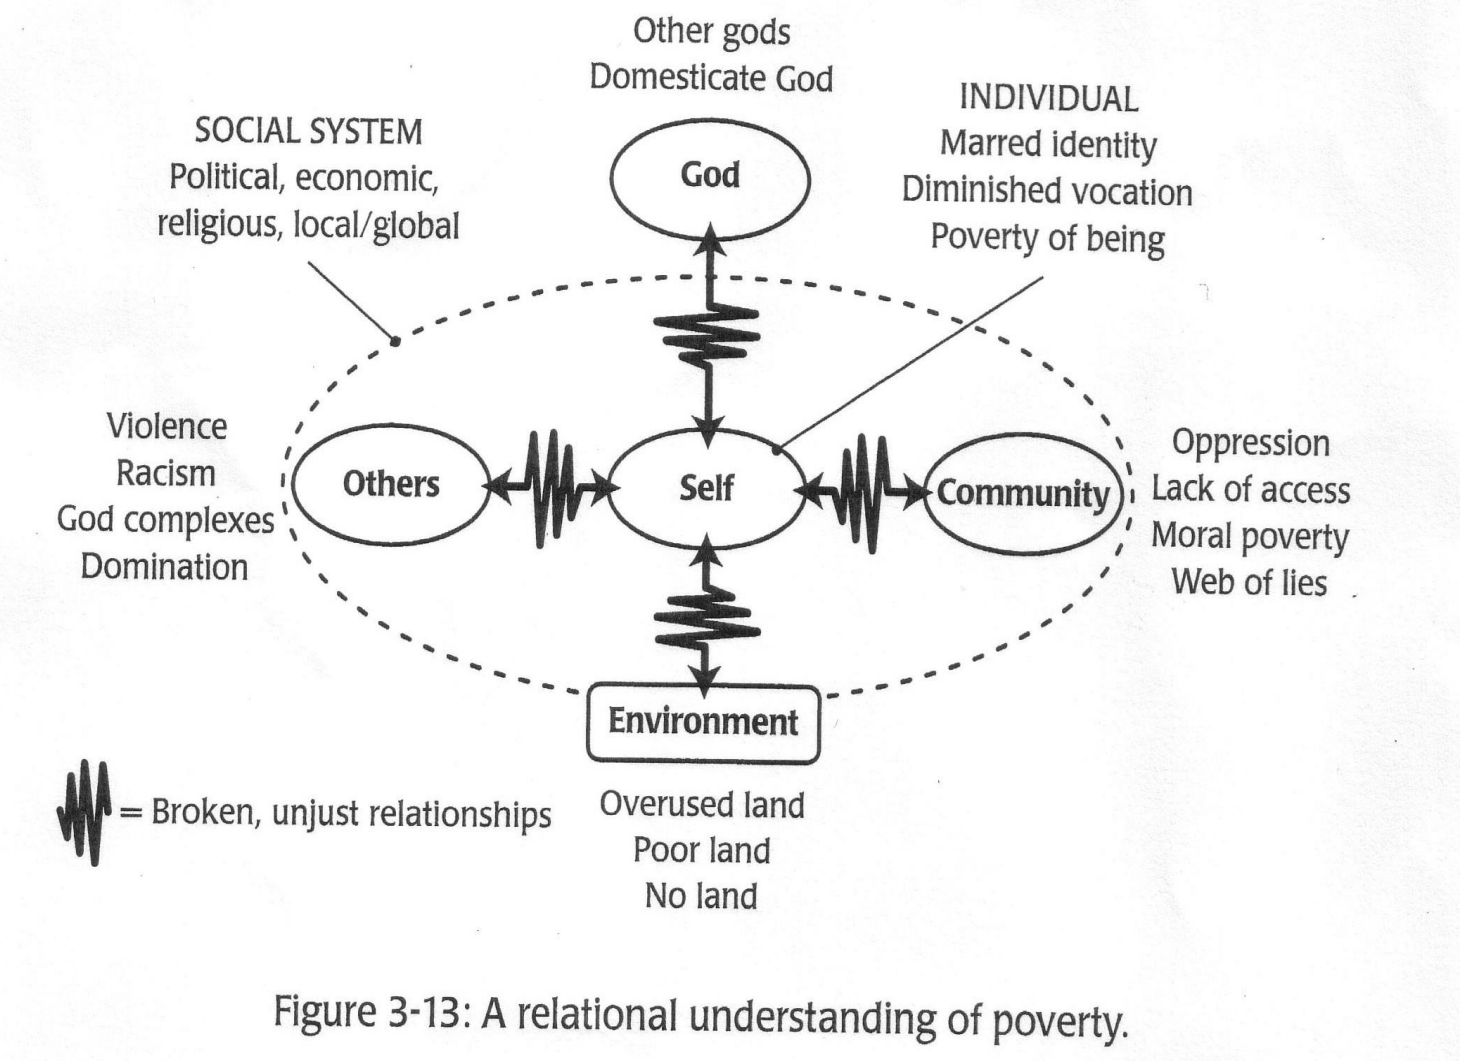 Other gods
Domesticate God
INDIVIDUAL
Marred identity
Diminished vocation
Poverty of being
SOCIAL SYSTEM
Political, economic,
religious, local/global
God
Violence
Racism
God complexes
Domination
Others
Self
Community
Oppression
Lack of access
Moral poverty
Web of lies
Environment
= Broken, unjust relationships
Overused land
Poor land
No land
Figure 3-13: A relational understanding of poverty.